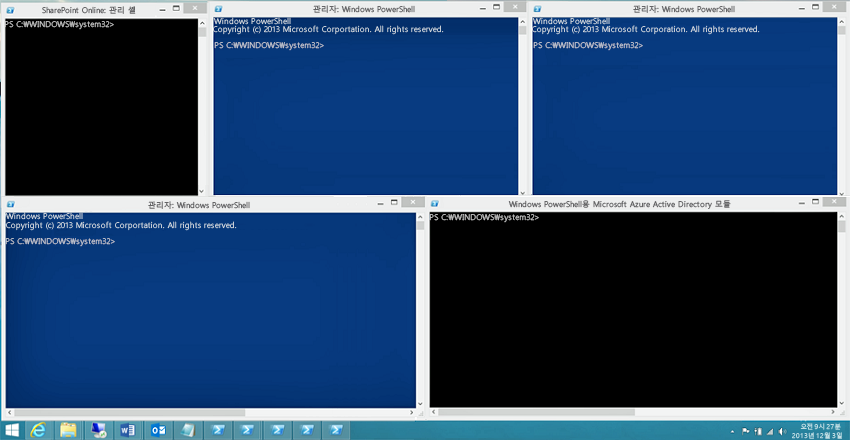 SharePoint Online: 관리 셸
PS C:₩WINDOWS₩system32>
관리자: Windows PowerShell
Windows PowerShell
Copyright (c) 2013 Microsoft Corportation. All rights reserved.
PS C:₩WINDOWS₩system32>
관리자: Windows PowerShell
Windows PowerShell
Copyright (c) 2013 Microsoft Corportation. All rights reserved.
PS C:₩WINDOWS₩system32>
관리자: Windows PowerShell
Windows PowerShell
Copyright (c) 2013 Microsoft Corportation. All rights reserved.
PS C:₩WINDOWS₩system32>
Windows PowerShell용 Microsoft Azure Active Directory 모듈
PS C:₩WINDOWS₩system32>
오전 9시 27분
2013년 12월 3일